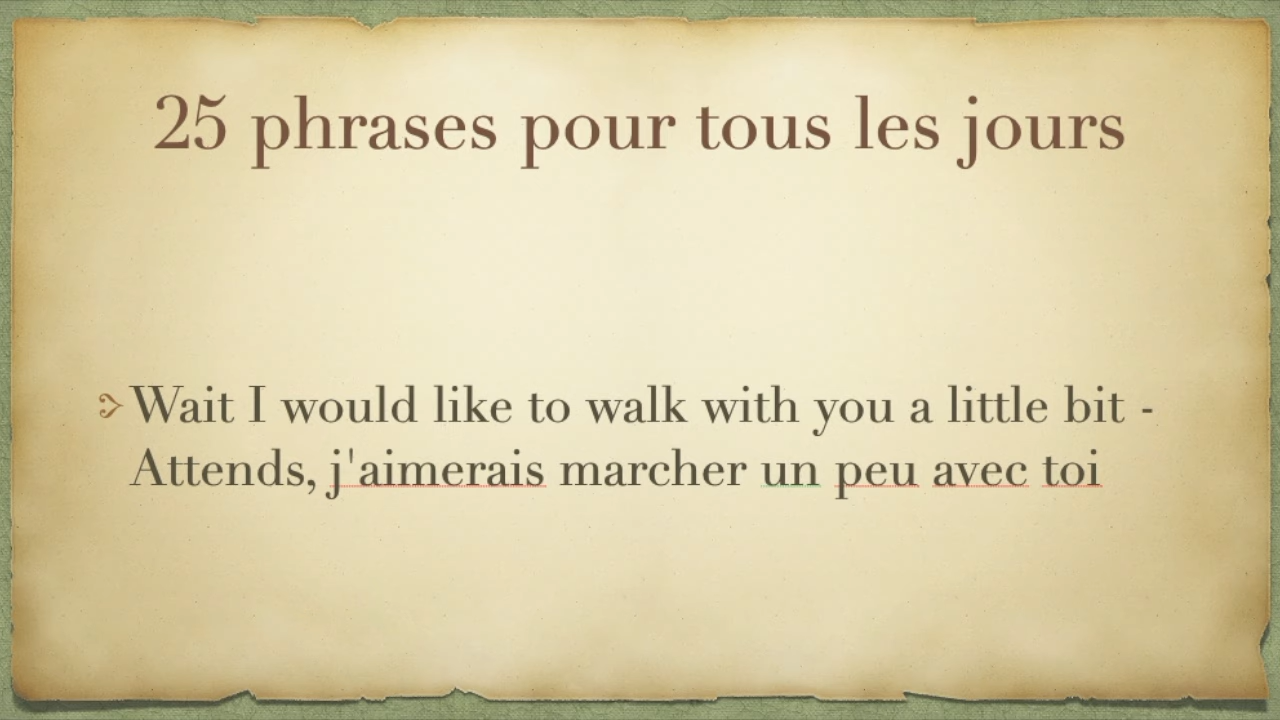 25 phrases pour tous les jours
Wait I would like to walk with you a little bit -
Attends, j'aimerais marcher un peu avec toi